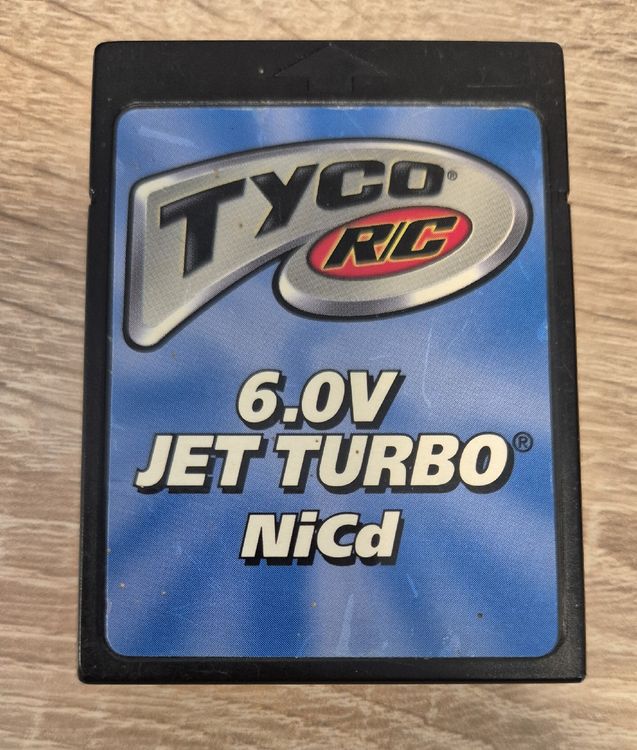 TYCO®
R/C
6.0V
JET TURBO®
NiCd